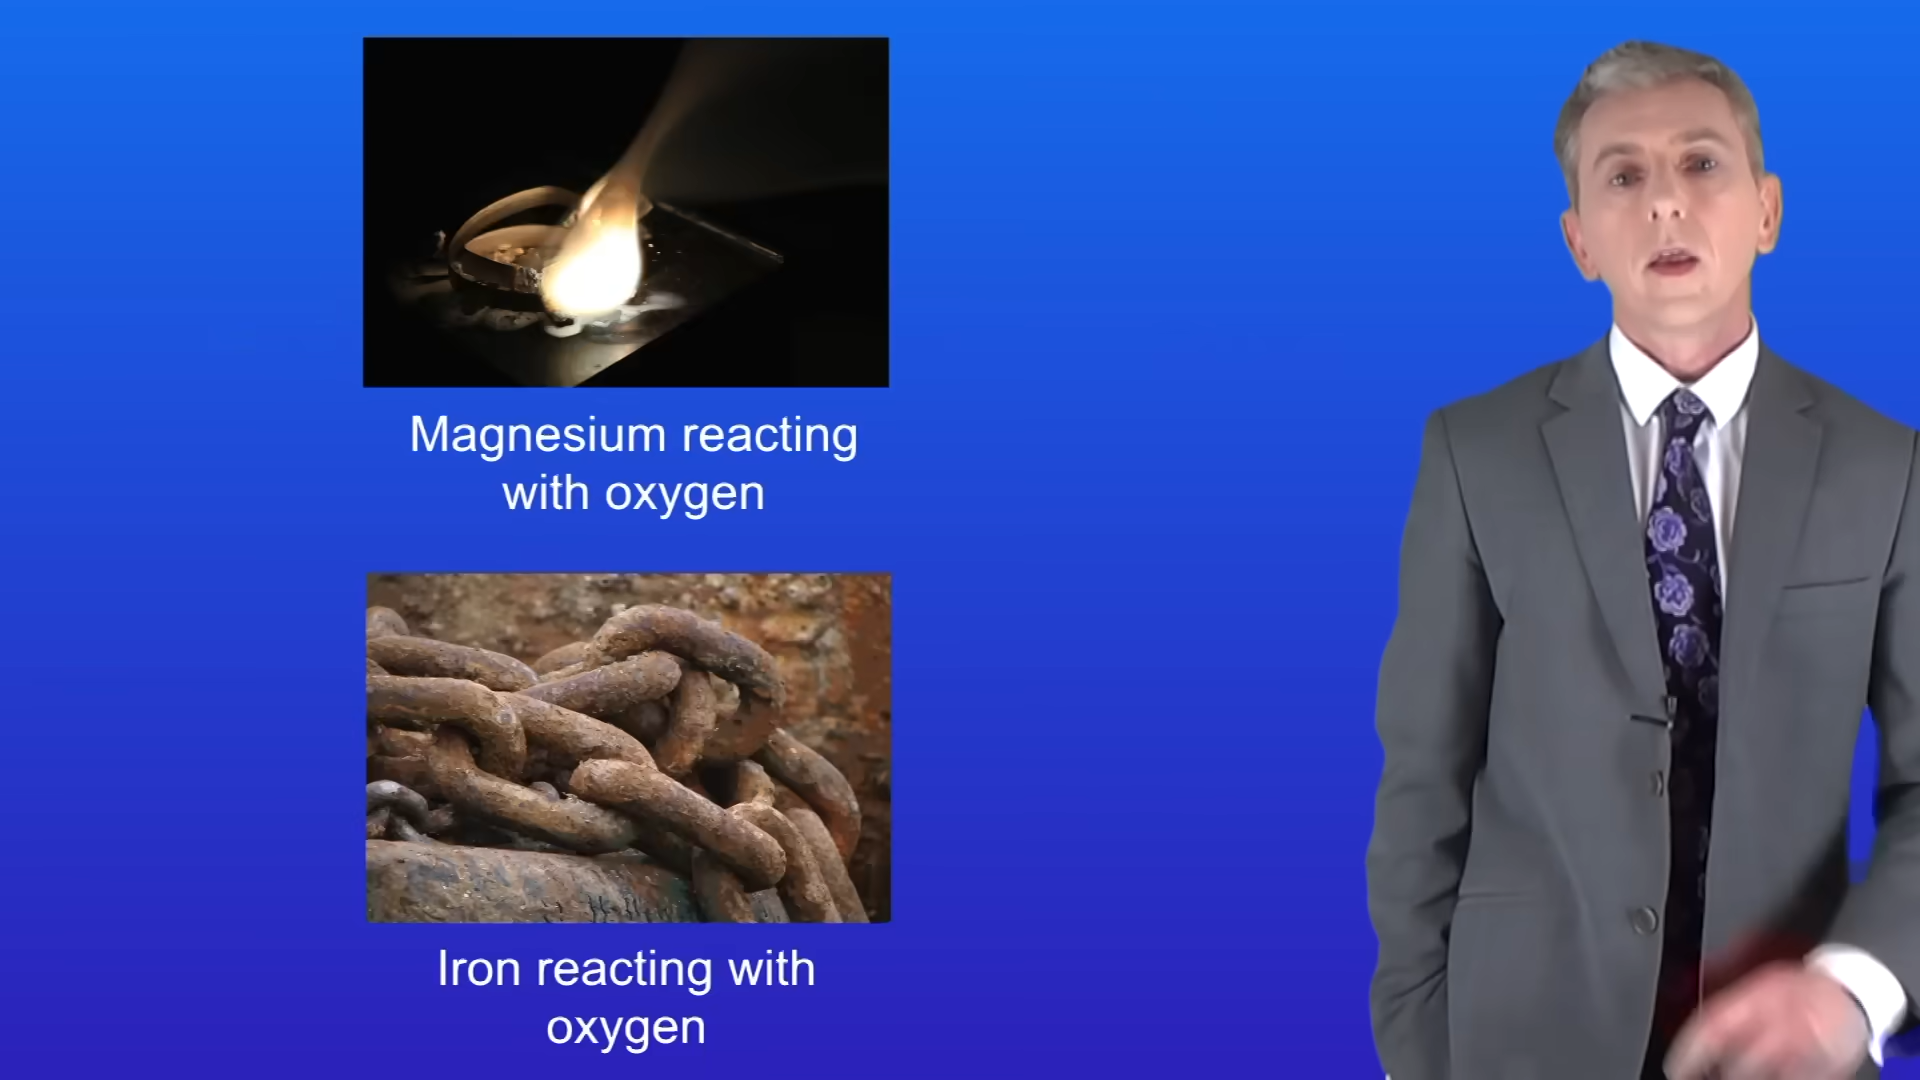 Magnesium reacting
with oxygen
Iron reacting with
oxygen